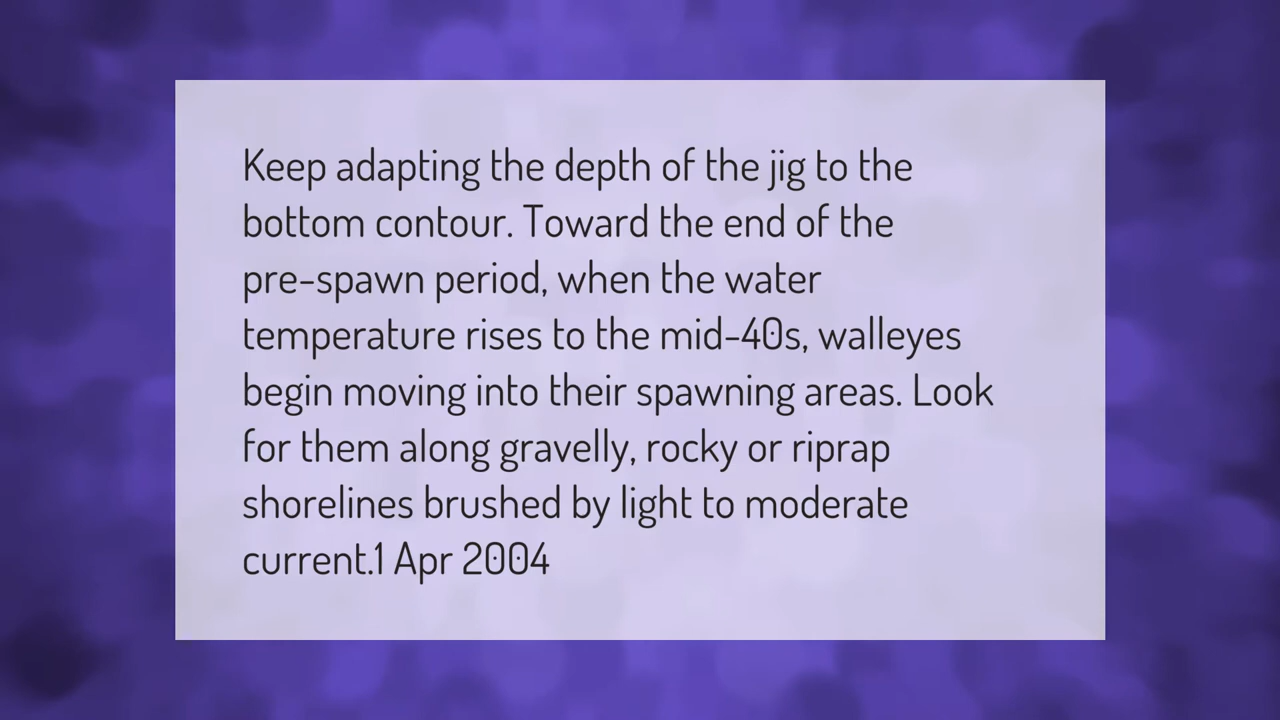 Keep adapting the depth of the jig to the
bottom contour. Toward the end of the
pre-spawn period, when the water
temperature rises to the mid-40s, walleyes
begin moving into their spawning areas. Look
for them along gravelly, rocky or riprap
shorelines brushed by light to moderate
current.1 Apr 2004